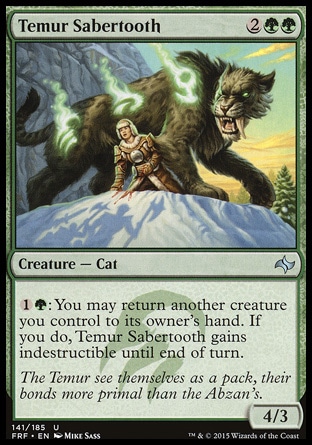 Temur Sabertooth 2
Creature — Cat
1 : You may return another creature
you control to its owner's hand. If
you do, Temur Sabertooth gains
indestructible until end of turn.
The Temur see themselves as a pack, their
bonds more primal than the Abzan's.
4/3
141/185 U
FRF • EN Mike Sass ™ & © 2015 Wizards of the Coast